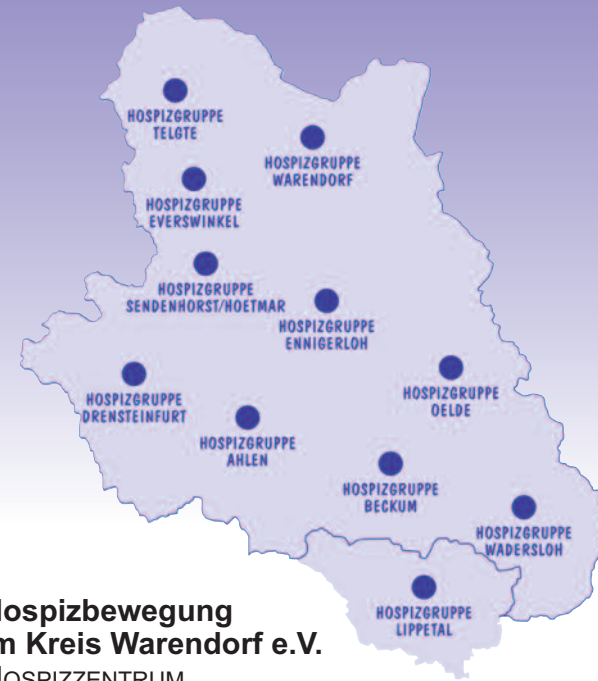 HOSPIZGRUPPE
TELGTE
HOSPIZGRUPPE
WARENDORF
HOSPIZGRUPPE
EVERSWINKEL
HOSPIZGRUPPE
SENDENHORST/HOETMAR
HOSPIZGRUPPE
ENNIGERLOH
HOSPIZGRUPPE
OELDE
HOSPIZGRUPPE
DRENSTEINFURT
HOSPIZGRUPPE
AHLEN
HOSPIZGRUPPE
BECKUM
HOSPIZGRUPPE
WADERSLOH
HOSPIZGRUPPE
LIPPETAL
ospizbewegung
m Kreis Warendorf e.V.
OSPIZZENTRUM